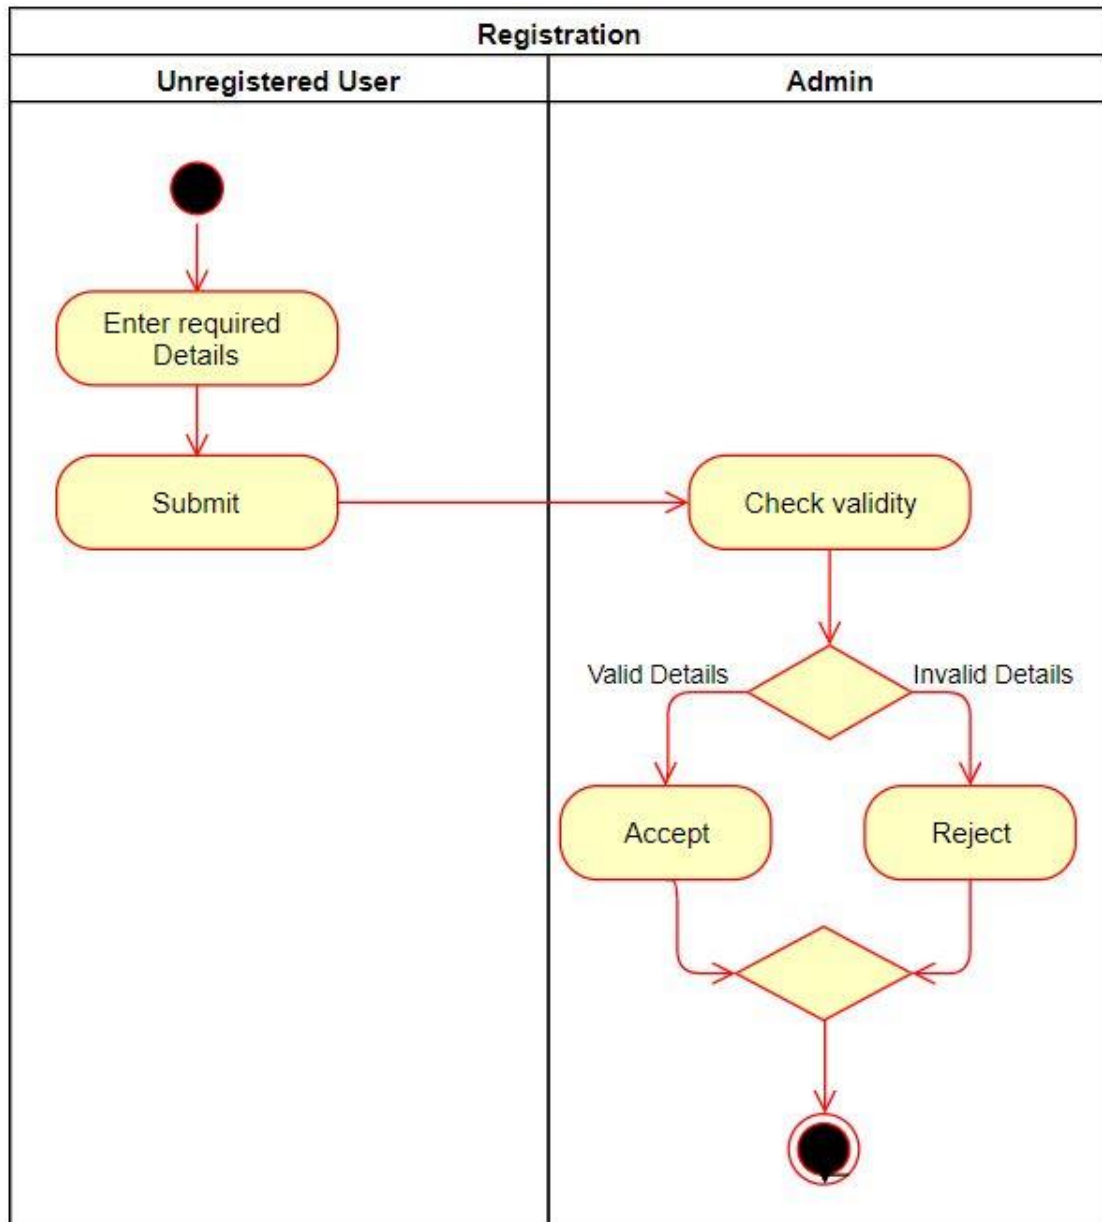 Registration
Unregistered User
Admin
Enter required
Details
Submit
Check validity
Valid Details
Invalid Details
Accept
Reject